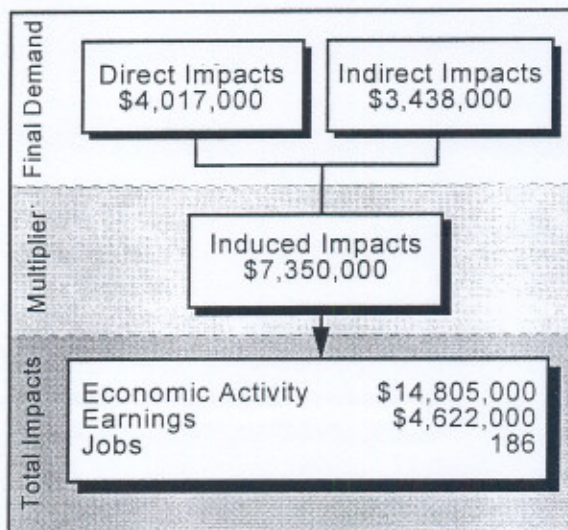 Final Demand
Direct Impacts
$4,017,000
Indirect Impacts
$3,438,000
Multiplier
Induced Impacts
$7,350,000
Total Impacts
Economic Activity $14,805,000
Earnings $4,622,000
Jobs 186